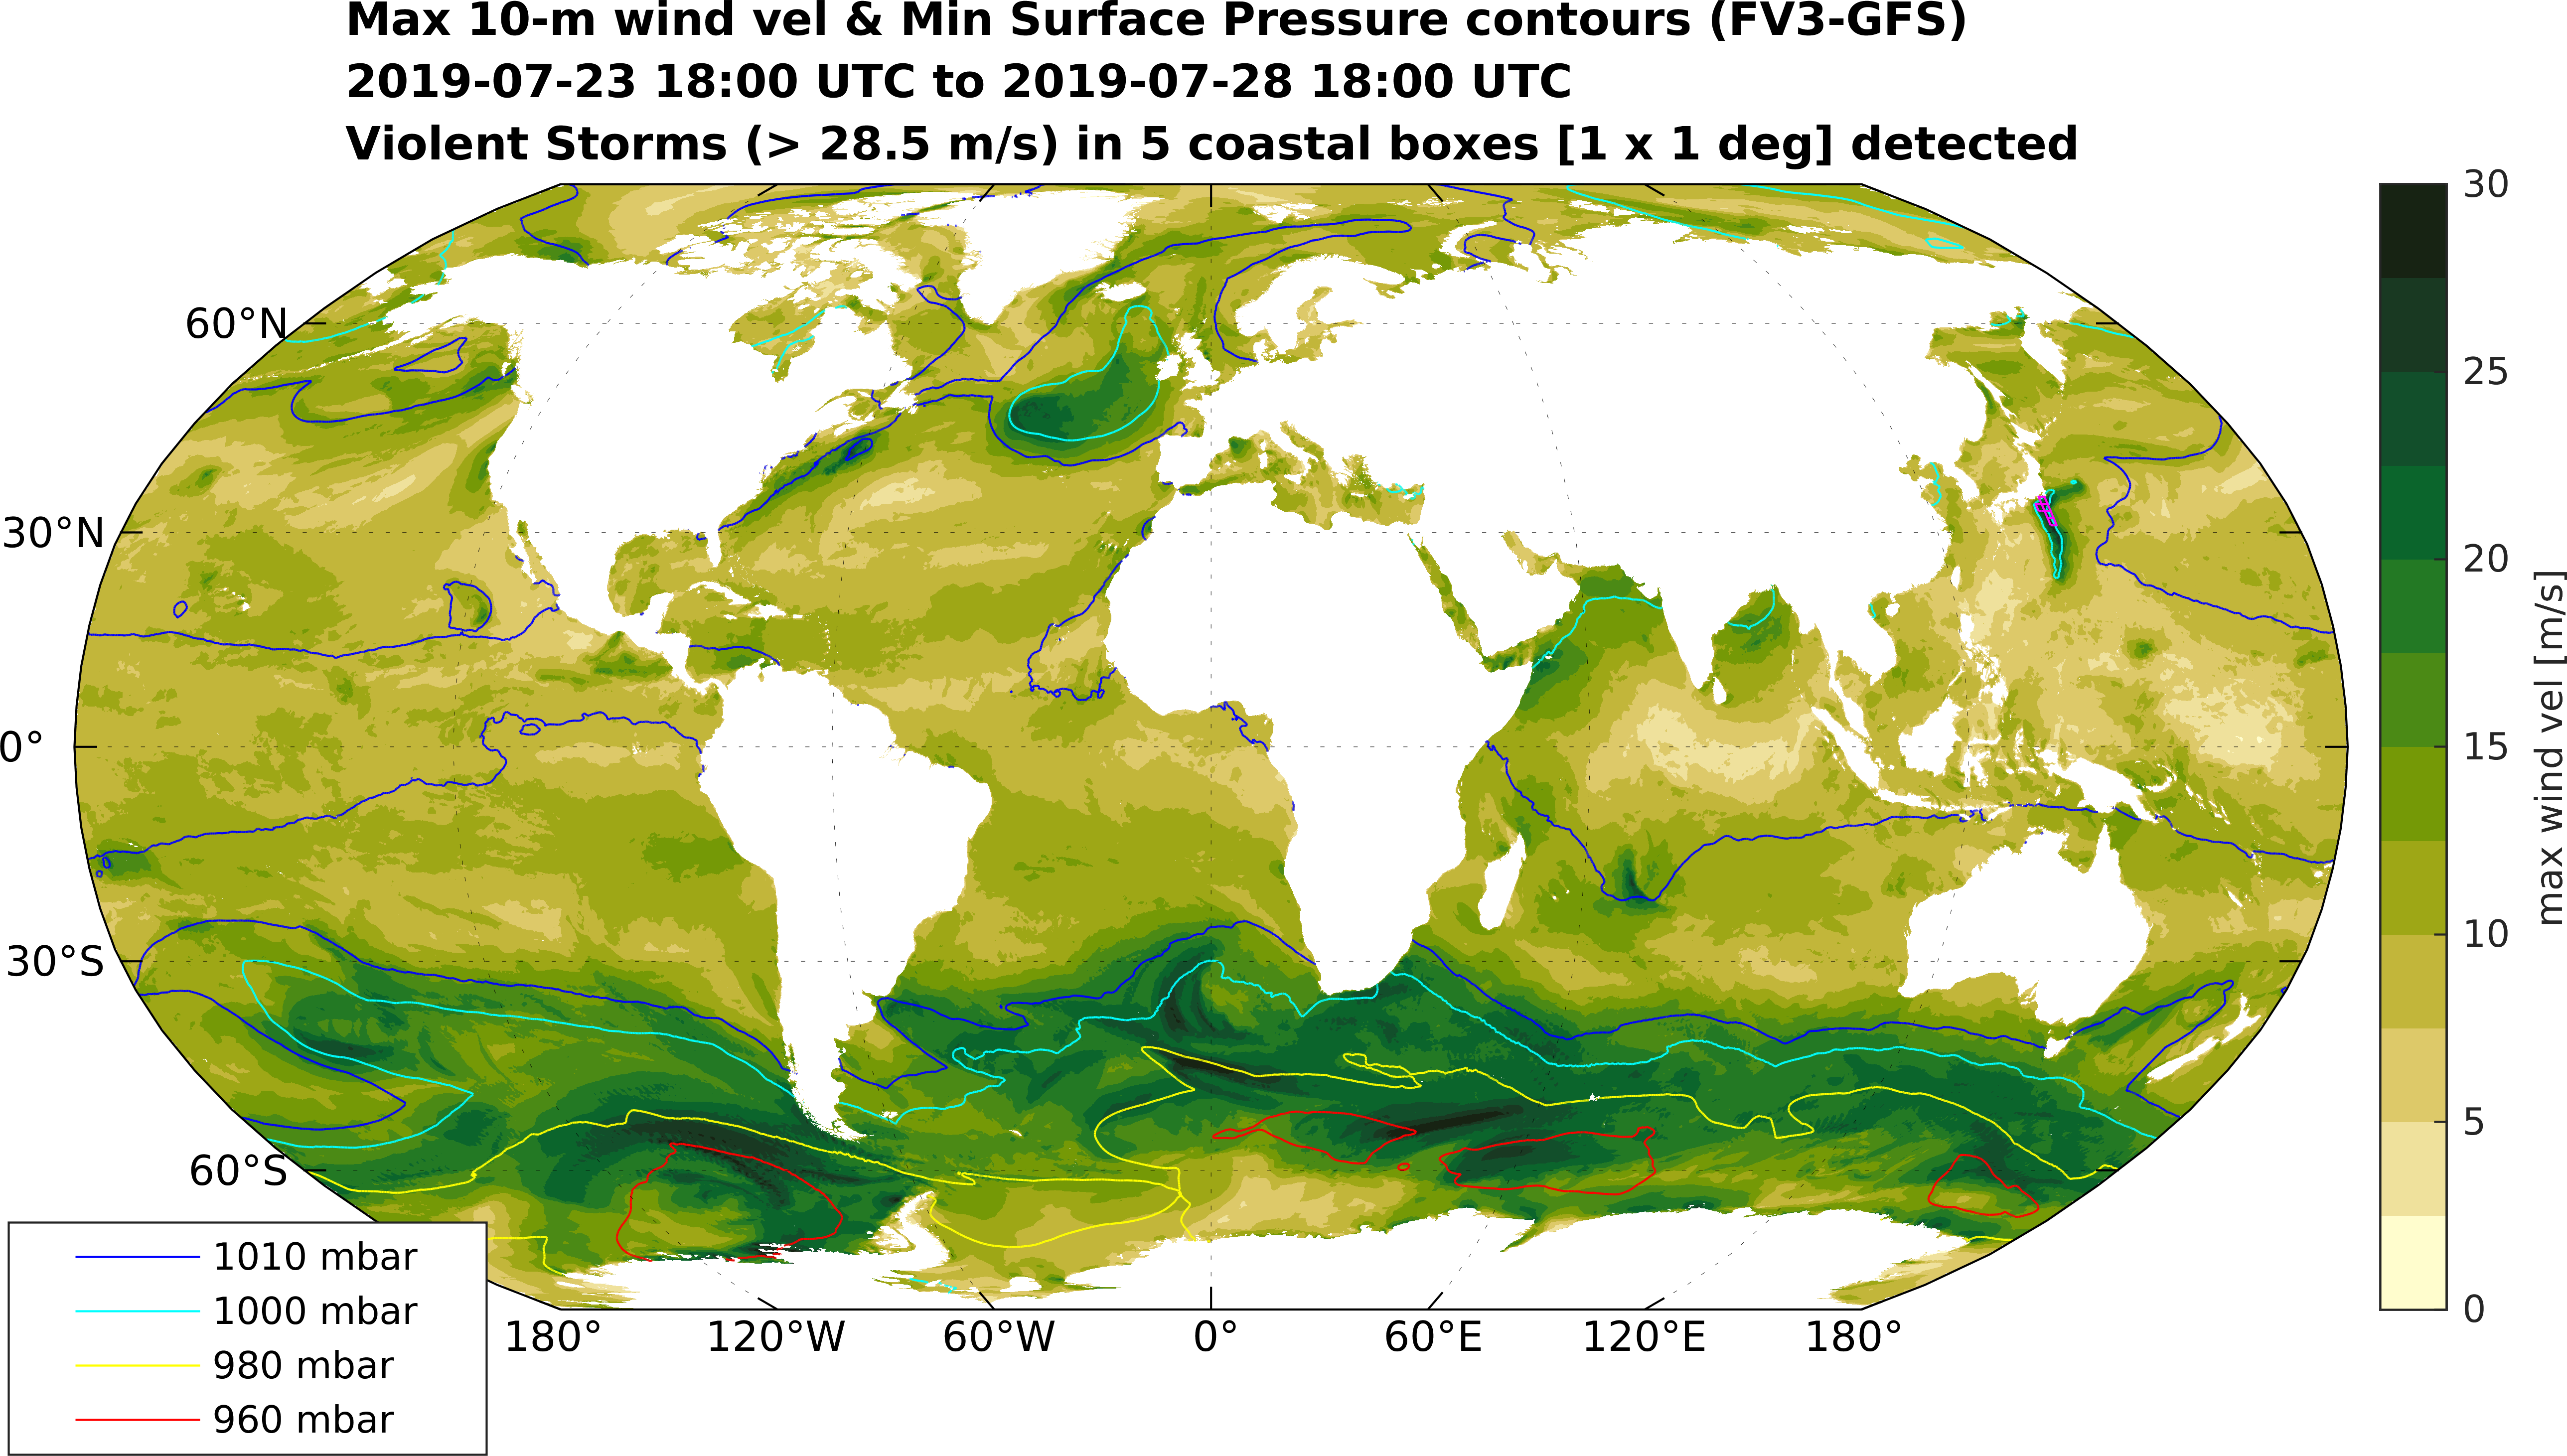 Max 10-m wind vel & Min Surface Pressure contours (FV3-GFS)
2019-07-23 18:00 UTC to 2019-07-28 18:00 UTC
Violent Storms (> 28.5 m/s) in 5 coastal boxes [1 x 1 deg] detected
60°N
30°N
0°
30°S
60°S
180°
120°W
60°W
0°
60°E
120°E
180°
1010 mbar
1000 mbar
980 mbar
960 mbar
30
25
20
15
10
5
0
max wind vel [m/s]